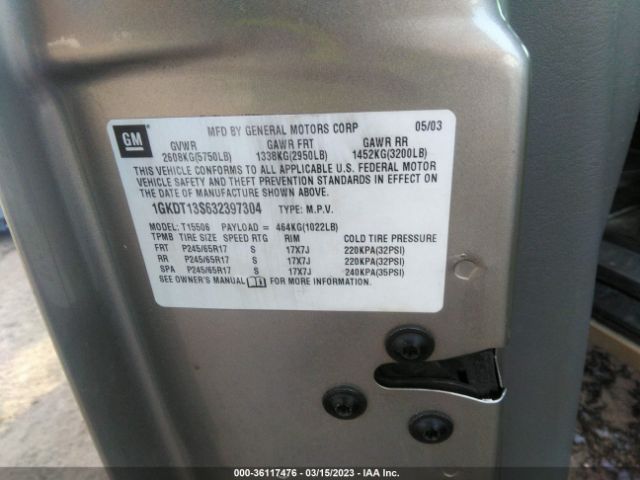 GM
MFD BY GENERAL MOTORS CORP 05/03
GVWR GAWR FRT GAWR RR
2608KG(5750LB) 1338KG(2950LB) 1452KG(3200LB)
THIS VEHICLE CONFORMS TO ALL APPLICABLE U.S. FEDERAL MOTOR
VEHICLE SAFETY AND THEFT PREVENTION STANDARDS IN EFFECT ON
THE DATE OF MANUFACTURE SHOWN ABOVE.
1GKDT13S632397304 TYPE: M.P.V.
MODEL: T15506 PAYLOAD = 464KG(1022LB)
TPMB TIRE SIZE SPEED RTG RIM COLD TIRE PRESSURE
FRT P245/65R17 S 17X7J 220KPA(32PSI)
RR P245/65R17 S 17X7J 220KPA(32PSI)
SPA P245/65R17 S 17X7J 240KPA(35PSI)
SEE OWNER'S MANUAL FOR MORE INFORMATION.
000-36117476 - 03/15/2023 - IAA Inc.